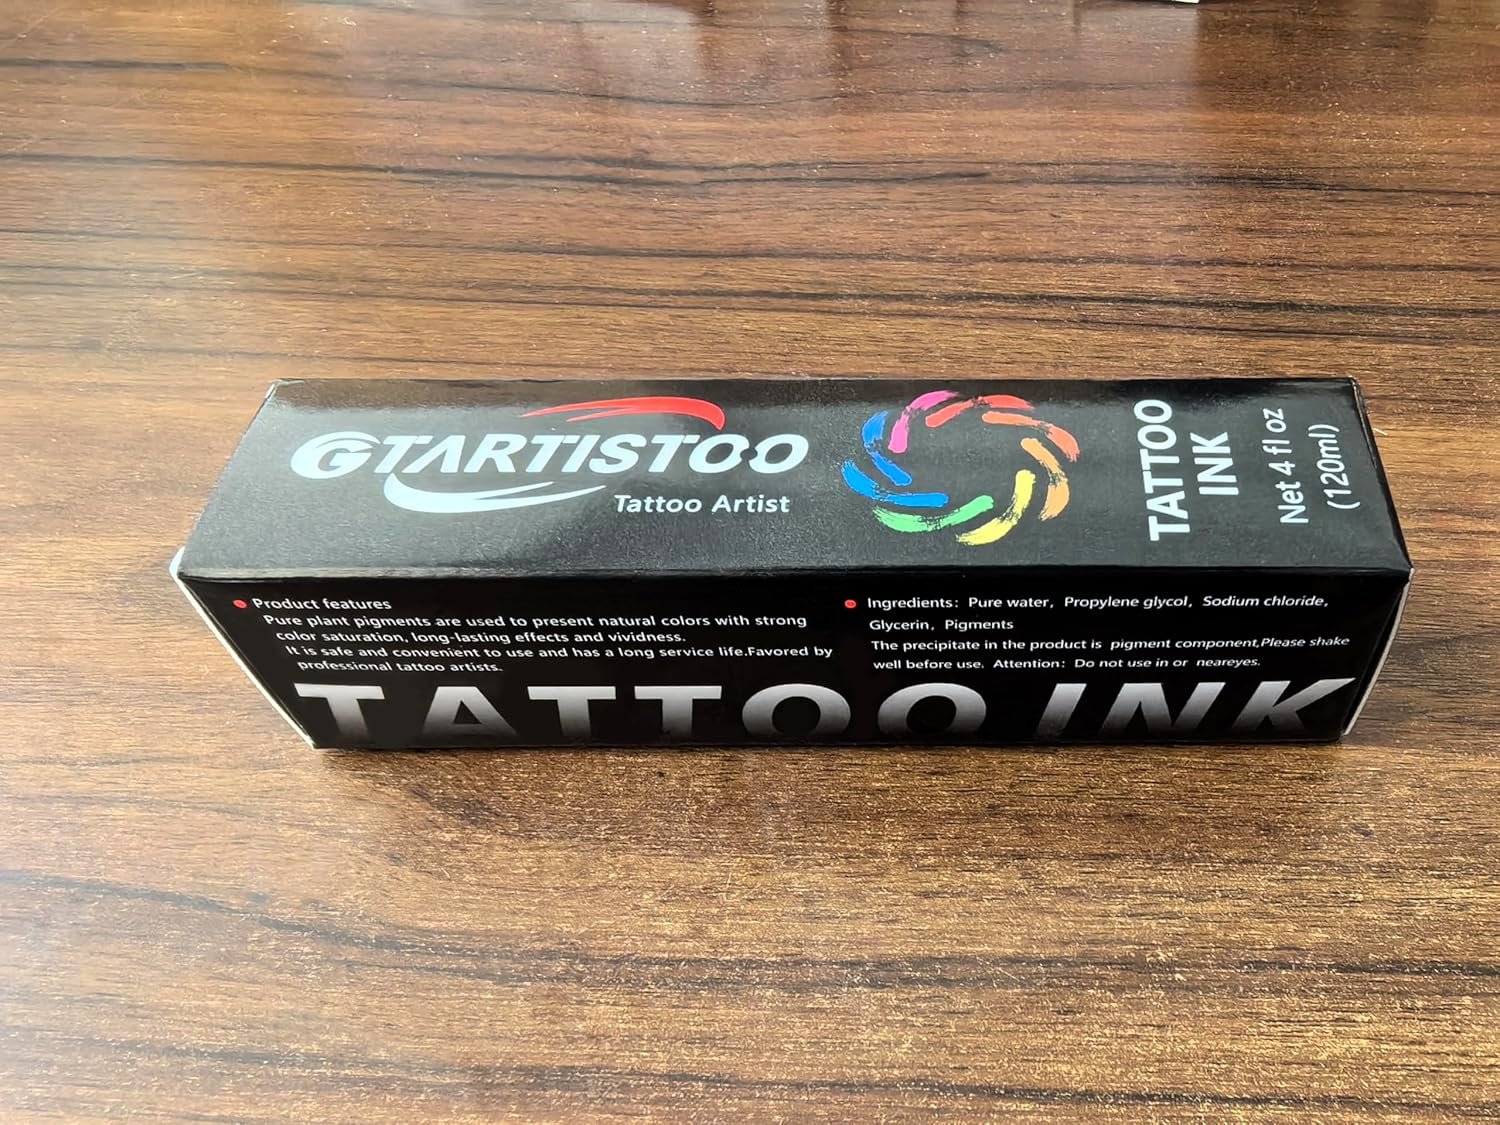 GTARTISTOO
Tattoo Artist
TATTOO
INK
Net 4 fl oz
(120ml)
Product features
Pure plant pigments are used to present natural colors with strong
color saturation, long-lasting effects and vividness.
It is safe and convenient to use and has a long service life.Favored by
professional tattoo artists.
Ingredients: Pure water, Propylene glycol, Sodium chloride,
Glycerin, Pigments
The precipitate in the product is pigment component,Please shake
well before use. Attention: Do not use in or neareyes.
TATTOO INK